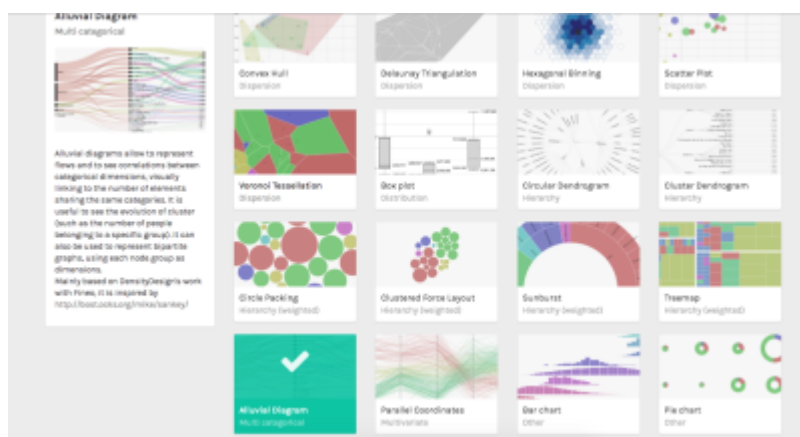 Alluvial Diagram
Multi categorical
Alluvial diagrams allow to represent
flows and to see correlations between
categorical dimensions, visually
linking to the number of elements
sharing the same categories. It is
useful to see the evolution of cluster
(such as the number of people
belonging to a specific group). It can
also be used to represent bipartite
graphs, using each node group as
dimensions.
Mainly based on DensityDesign's work
with Fineo, it is inspired by
http://bost.ocks.org/mike/sankey/
Convex Hull
Dispersion
Delaunay Triangulation
Dispersion
Hexagonal Binning
Dispersion
Scatter Plot
Dispersion
Voronoi Tessellation
Dispersion
Box plot
Distribution
Circular Dendrogram
Hierarchy
Cluster Dendrogram
Hierarchy
Circle Packing
Hierarchy (weighted)
Clustered Force Layout
Hierarchy (weighted)
Sunburst
Hierarchy (weighted)
Treemap
Hierarchy (weighted)
Alluvial Diagram
Multi categorical
Parallel Coordinates
Multivariate
Bar chart
Other
Pie chart
Other